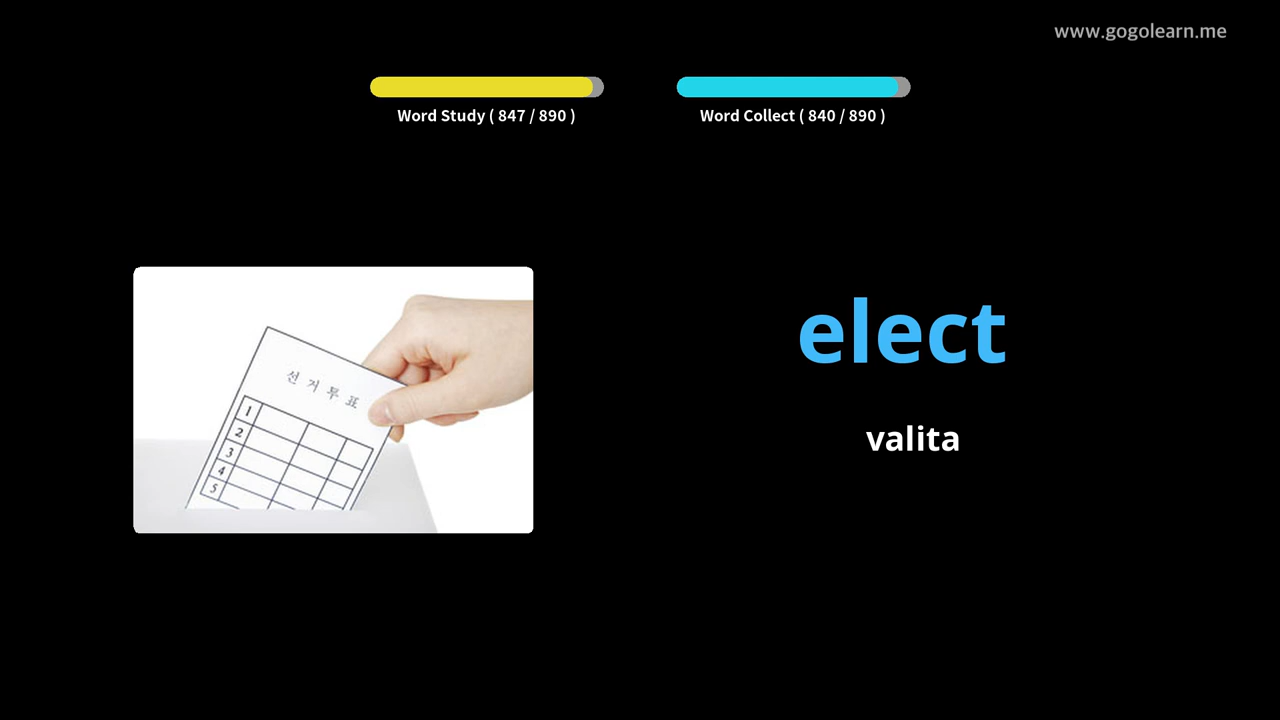 www.gogolearn.me
Word Study ( 847 / 890 )
Word Collect ( 840 / 890 )
선거투표
1
2
3
4
5
elect
valita